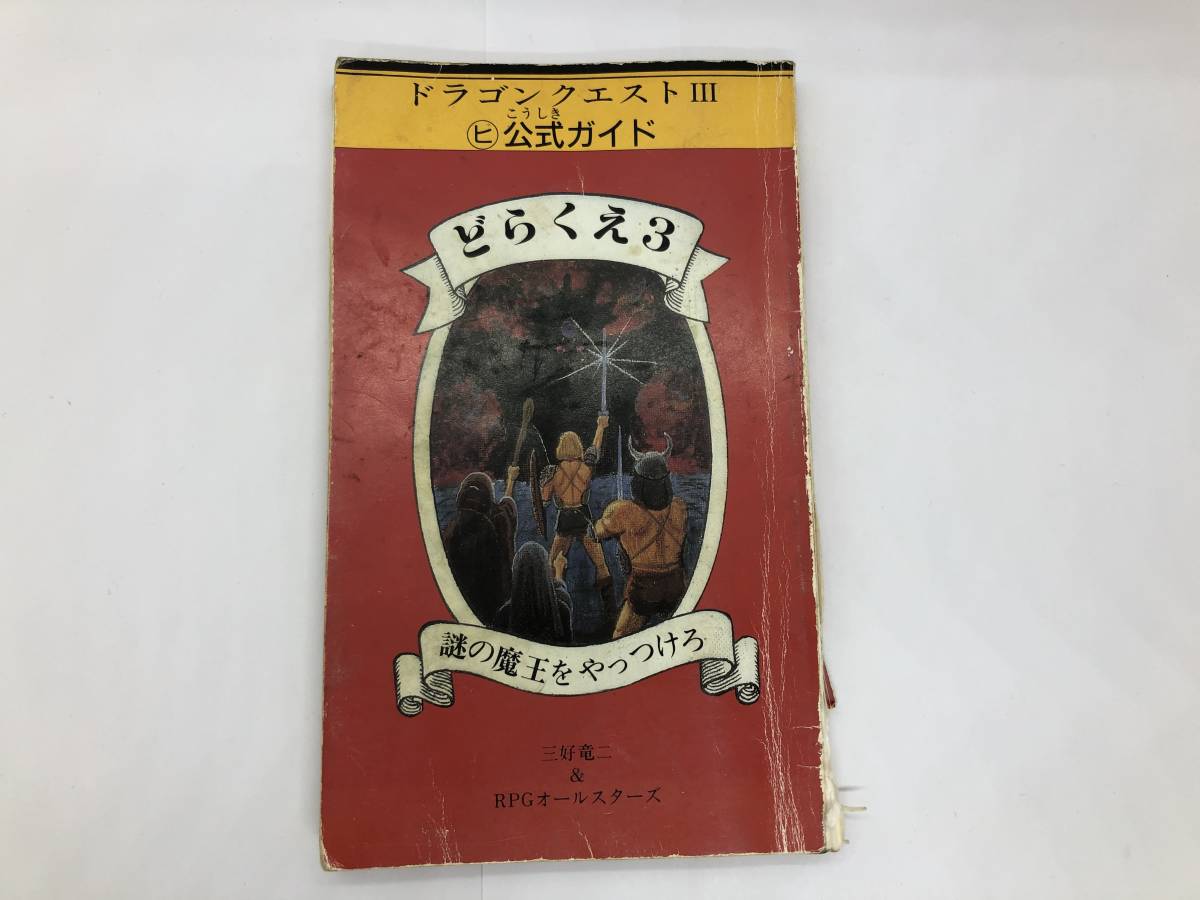 ドラゴンクエストIII
こうしき
㋪公式ガイド
どらくえ3
謎の魔王をやっつけろ
三好竜二
&
RPGオールスターズ